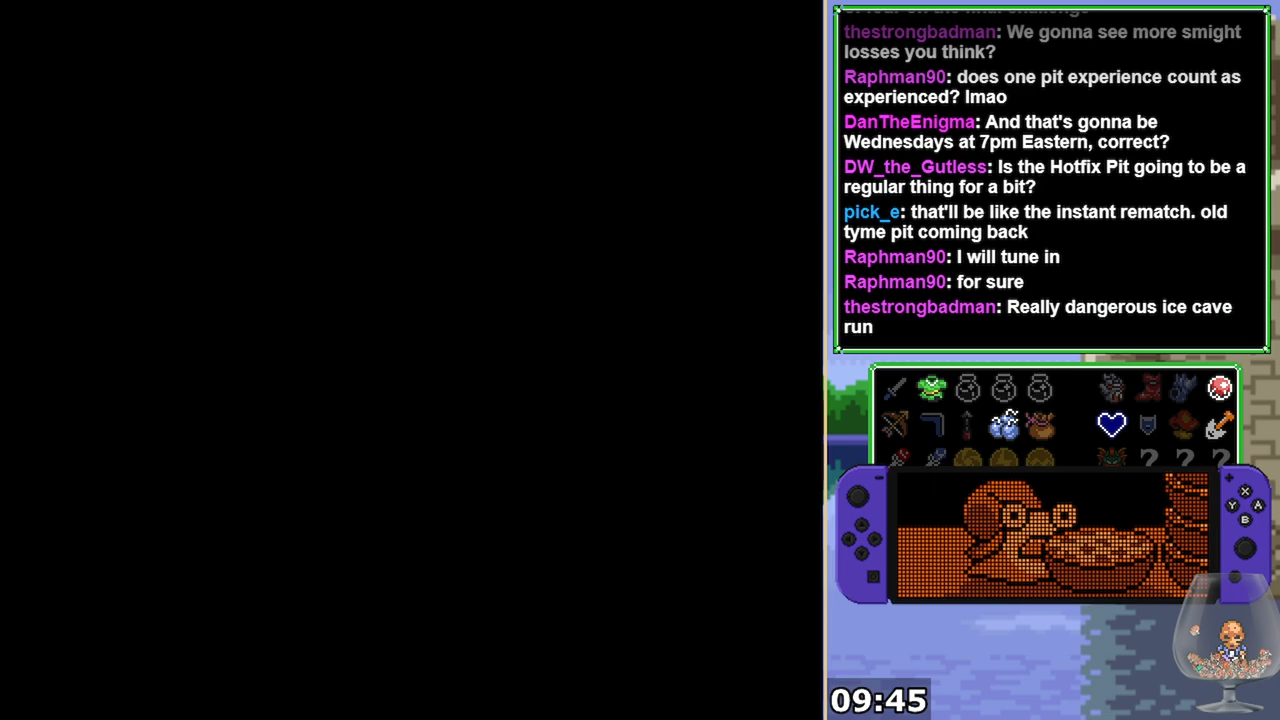 thestrongbadman: We gonna see more smight
losses you think?
Raphman90: does one pit experience count as
experienced? lmao
DanTheEnigma: And that's gonna be
Wednesdays at 7pm Eastern, correct?
DW_the_Gutless: Is the Hotfix Pit going to be a
regular thing for a bit?
pick_e: that'll be like the instant rematch. old
tyme pit coming back
Raphman90: I will tune in
Raphman90: for sure
thestrongbadman: Really dangerous ice cave
run
? ? ?
X
Y A
B
09:45